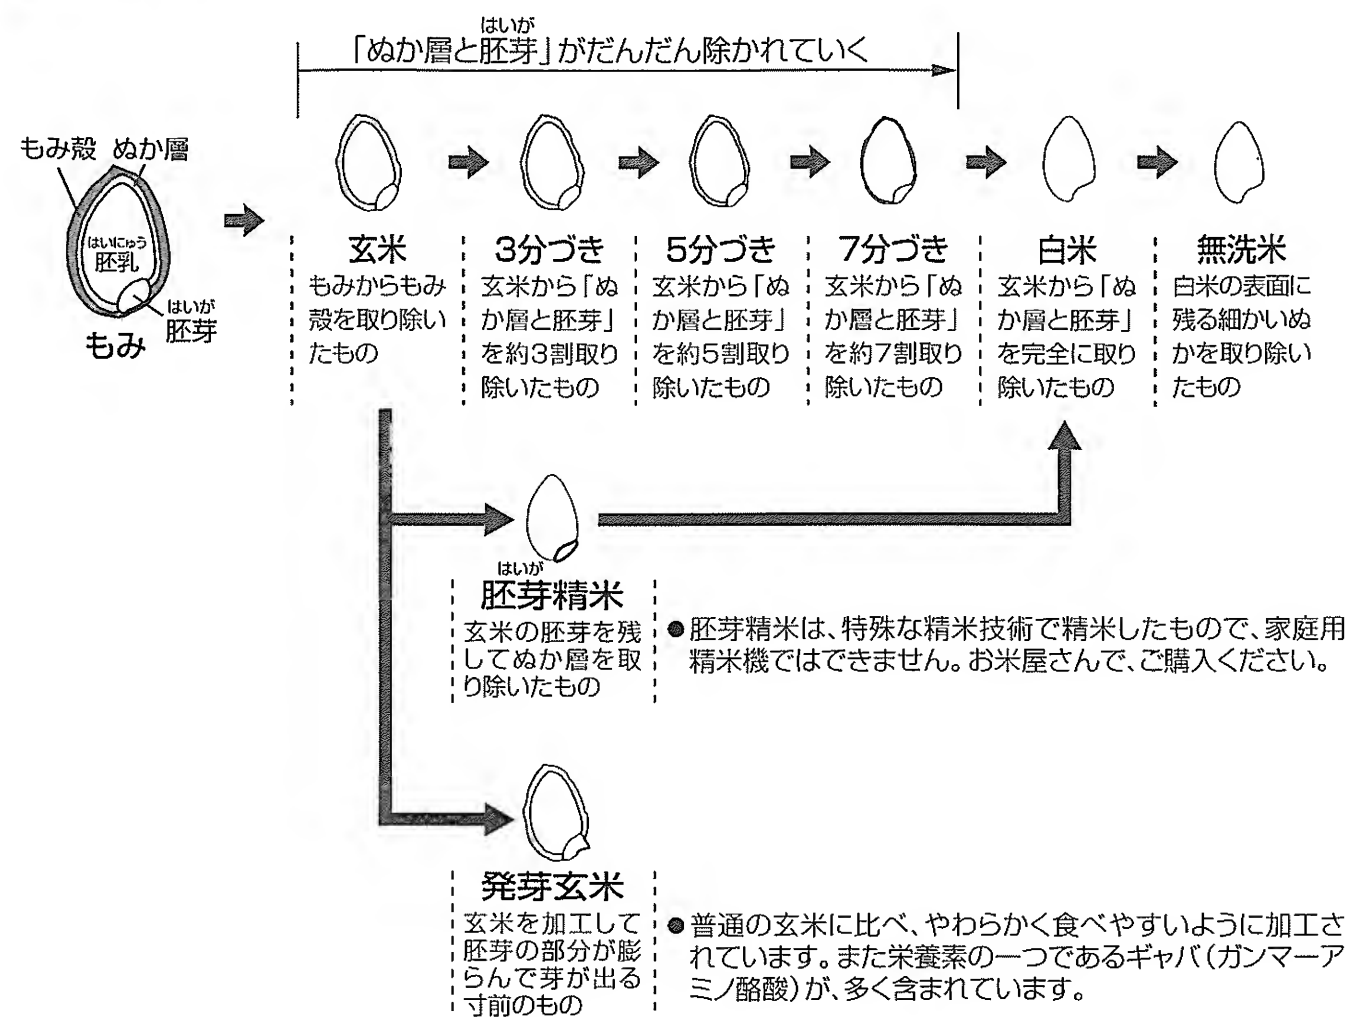 はいが
「ぬか層と胚芽」がだんだん除かれていく
もみ殻 ぬか層
はいにゅう
胚乳
はいが
胚芽
もみ
玄米
もみからもみ
殻を取り除い
たもの
3分づき
玄米から「ぬ
か層と胚芽」
を約3割取り
除いたもの
5分づき
玄米から「ぬ
か層と胚芽」
を約5割取り
除いたもの
7分づき
玄米から「ぬ
か層と胚芽」
を約7割取り
除いたもの
白米
玄米から「ぬ
か層と胚芽」
を完全に取り
除いたもの
無洗米
白米の表面に
残る細かいぬ
かを取り除い
たもの
はいが
胚芽精米
玄米の胚芽を残
してぬか層を取
り除いたもの
●胚芽精米は、特殊な精米技術で精米したもので、家庭用
精米機ではできません。お米屋さんで、ご購入ください。
発芽玄米
玄米を加工して
胚芽の部分が膨
らんで芽が出る
寸前のもの
●普通の玄米に比べ、やわらかく食べやすいように加工さ
れています。また栄養素の一つであるギャバ(ガンマーア
ミノ酪酸)が、多く含まれています。